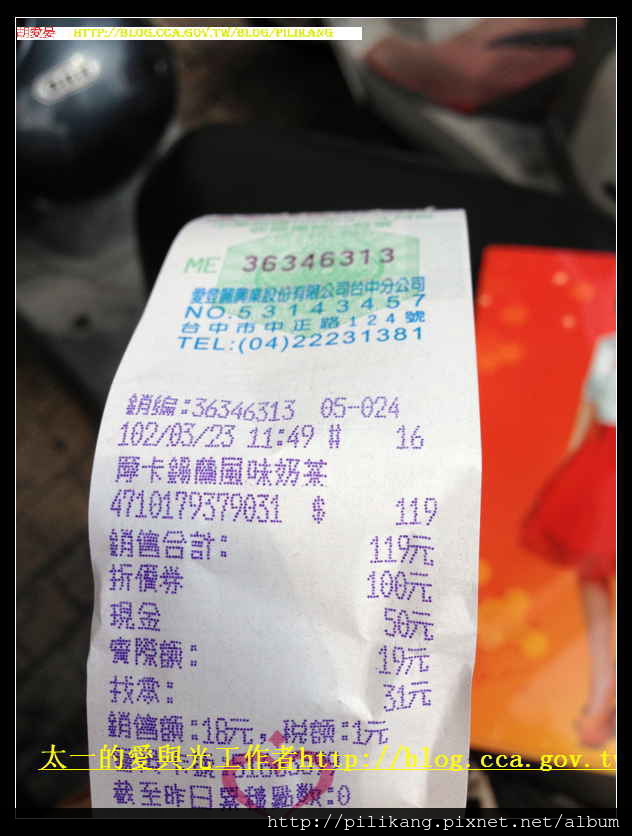 胡愛晏 HTTP://BLOG.CCA.GOV.TW/BLOG/PILIKANG
ME 36346313
愛登麗興業股份有限公司台中分公司
NO.53143457
台中市中正路124號
TEL:(04)22231381
銷編:36346313 05-024
102/03/23 11:49 # 16
摩卡錫蘭風味奶茶
4710179379031 $ 119
銷售合計: 119元
折價券 100元
現金 50元
實際額: 19元
找零: 31元
銷售額:18元, 稅額:1元
太一的愛與光工作者http://blog.cca.gov.tw
截至昨日累積點數:0
http://pilikang.pixnet.net/album